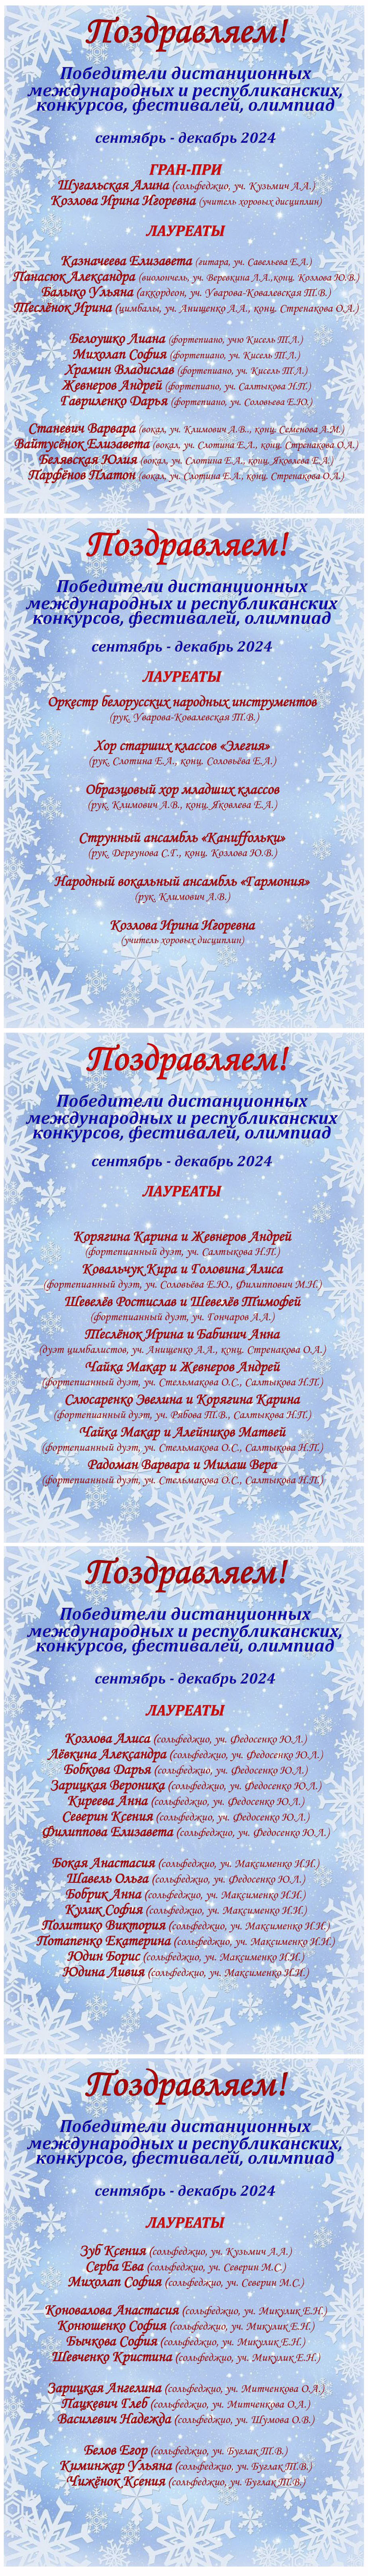 Поздравляем!
Победители дистанционных
международных и республиканских,
конкурсов, фестивалей, олимпиад
сентябрь - декабрь 2024
ГРАН-ПРИ
Шугальская Алина (сольфеджио, уч. Кузьмич А.А.)
Козлова Ирина Игоревна (учитель хоровых дисциплин)
ЛАУРЕАТЫ
Казначеева Елизавета (гитара, уч. Савельева Е.А.)
Панасюк Александра (виолончель, уч. Веревкина Л.Л.,конц. Козлова Ю.В.)
Балыко Ульяна (аккордеон, уч. Уварова-Ковалевская Т.В.)
Теслёнок Ирина (цимбалы, уч. Анищенко А.А., конц. Стренакова О.А.)
Белоушко Лиана (фортепиано, учю Кисель Т.Л.)
Михолап София (фортепиано, уч. Кисель Т.Л.)
Храмин Владислав (фортепиано, уч. Кисель Т.Л.)
Жевнеров Андрей (фортепиано, уч. Салтыкова Н.П.)
Гавриленко Дарья (фортепиано, уч. Соловьева Е.Ю.)
Станевич Варвара (вокал, уч. Климович А.В.., конц. Семенова А.М.)
Вайтусёнок Елизавета (вокал, уч. Слотина Е.А., конц. Стренакова О.А.)
Белявская Юлия (вокал, уч. Слотина Е.А., конц. Яковлева Е.А.)
Парфёнов Платон (вокал, уч. Слотина Е.А., конц. Стренакова О.А.)
Поздравляем!
Победители дистанционных
международных и республиканских
конкурсов, фестивалей, олимпиад
сентябрь - декабрь 2024
ЛАУРЕАТЫ
Оркестр белорусских народных инструментов
(рук. Уварова-Ковалевская Т.В.)
Хор старших классов «Элегия»
(рук. Слотина Е.А., конц. Соловьёва Е.А.)
Образцовый хор младших классов
(рук. Климович А.В., конц. Яковлева Е.А.)
Струнный ансамбль «Каниффольки»
(рук. Дергунова С.Г., конц. Козлова Ю.В.)
Народный вокальный ансамбль «Гармония»
(рук. Климович А.В.)
Козлова Ирина Игоревна
(учитель хоровых дисциплин)
Поздравляем!
Победители дистанционных
международных и республиканских
конкурсов, фестивалей, олимпиад
сентябрь - декабрь 2024
ЛАУРЕАТЫ
Корягина Карина и Жевнеров Андрей
(фортепианный дуэт, уч. Салтыкова Н.П.)
Ковальчук Кира и Головина Алиса
(фортепианный дуэт, уч. Соловьёва Е.Ю., Филиппович М.Н.)
Шевелёв Ростислав и Шевелёв Тимофей
(фортепианный дуэт, уч. Гончаров А.А.)
Теслёнок Ирина и Бабинич Анна
(дуэт цимбалистов, уч. Анищенко А.А., конц. Стренакова О.А.)
Чайка Макар и Жевнеров Андрей
(фортепианный дуэт, уч. Стельмакова О.С., Салтыкова Н.П.)
Слюсаренко Эвелина и Корягина Карина
(фортепианный дуэт, уч. Рябова Т.В., Салтыкова Н.П.)
Чайка Макар и Алейников Матвей
(фортепианный дуэт, уч. Стельмакова О.С., Салтыкова Н.П.)
Радоман Варвара и Милаш Вера
(фортепианный дуэт, уч. Стельмакова О.С., Салтыкова Н.П.)
Поздравляем!
Победители дистанционных
международных и республиканских,
конкурсов, фестивалей, олимпиад
сентябрь - декабрь 2024
ЛАУРЕАТЫ
Козлова Алиса (сольфеджио, уч. Федосенко Ю.Л.)
Лёвкина Александра (сольфеджио, уч. Федосенко Ю.Л.)
Бобкова Дарья (сольфеджио, уч. Федосенко Ю.Л.)
Зарицкая Вероника (сольфеджио, уч. Федосенко Ю.Л.)
Киреева Анна (сольфеджио, уч. Федосенко Ю.Л.)
Северин Ксения (сольфеджио, уч. Федосенко Ю.Л.)
Филиппова Елизавета (сольфеджио, уч. Федосенко Ю.Л.)
Бокая Анастасия (сольфеджио, уч. Максименко И.И.)
Шавель Ольга (сольфеджио, уч. Федосенко Ю.Л.)
Бобрик Анна (сольфеджио, уч. Максименко И.И.)
Кулик София (сольфеджио, уч. Максименко И.И.)
Политико Виктория (сольфеджио, уч. Максименко И.И.)
Потапенко Екатерина (сольфеджио, уч. Максименко И.И.)
Юдин Борис (сольфеджио, уч. Максименко И.И.)
Юдина Ливия (сольфеджио, уч. Максименко И.И.)
Поздравляем!
Победители дистанционных
международных и республиканских,
конкурсов, фестивалей, олимпиад
сентябрь - декабрь 2024
ЛАУРЕАТЫ
Зуб Ксения (сольфеджио, уч. Кузьмич А.А.)
Серба Ева (сольфеджио, уч. Северин М.С.)
Михолап София (сольфеджио, уч. Северин М.С.)
Коновалова Анастасия (сольфеджио, уч. Микулик Е.Н.)
Конюшенко София (сольфеджио, уч. Микулик Е.Н.)
Бычкова София (сольфеджио, уч. Микулик Е.Н.)
Шевченко Кристина (сольфеджио, уч. Микулик Е.Н.)
Зарицкая Ангелина (сольфеджио, уч. Митченкова О.А.)
Пацкевич Глеб (сольфеджио, уч. Митченкова О.А.)
Василевич Надежда (сольфеджио, уч. Шумова О.В.)
Белов Егор (сольфеджио, уч. Буглак Т.В.)
Киминжар Ульяна (сольфеджио, уч. Буглак Т.В.)
Чижёнок Ксения (сольфеджио, уч. Буглак Т.В.)